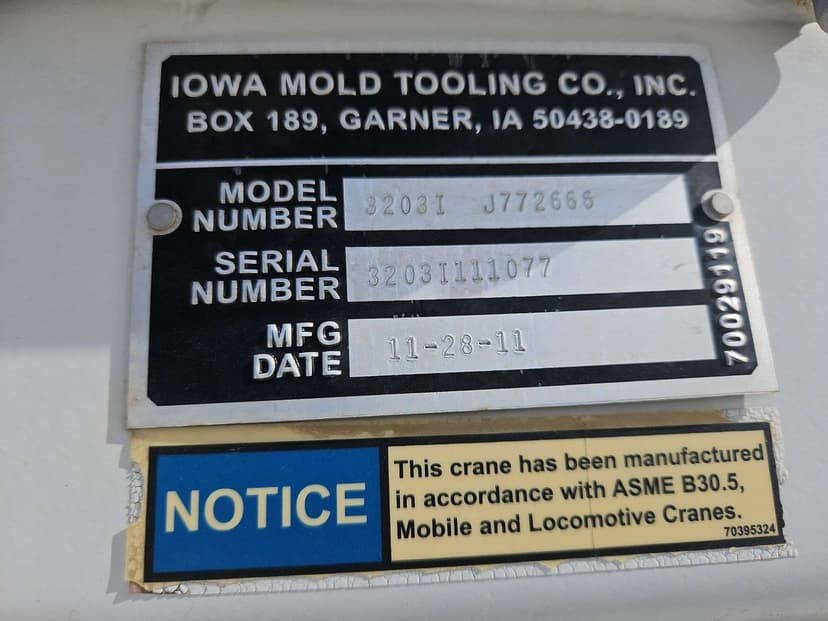 IOWA MOLD TOOLING CO., INC.
BOX 189, GARNER, IA 50438-0189
MODEL NUMBER 3203I J772666
SERIAL NUMBER 3203I111077
MFG DATE 11-28-11
70029119
NOTICE
This crane has been manufactured
in accordance with ASME B30.5,
Mobile and Locomotive Cranes.
70395324